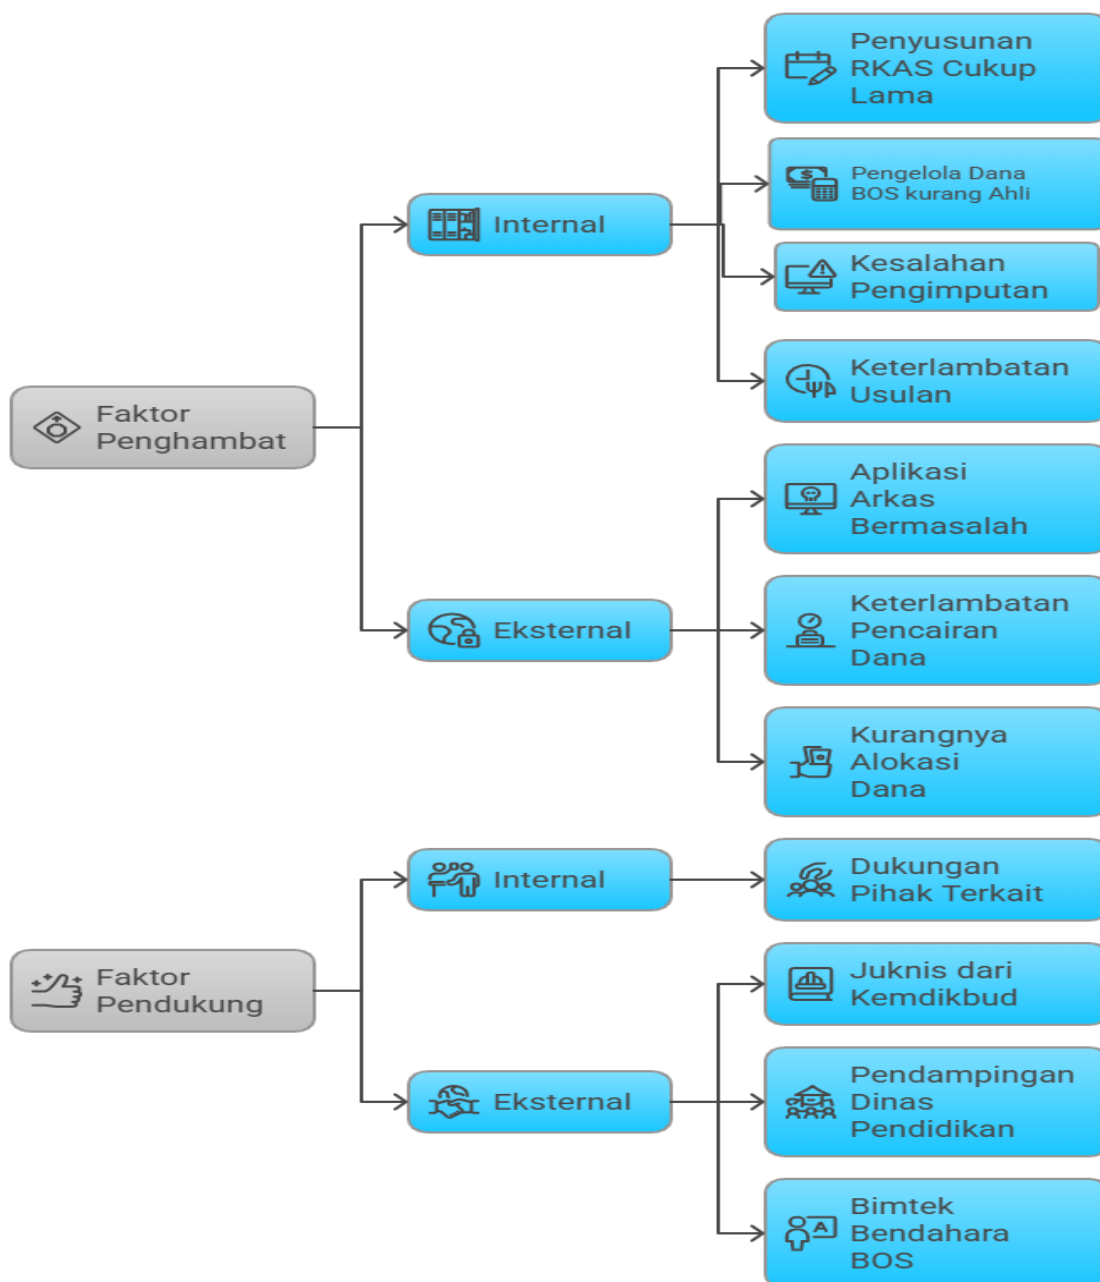 Faktor
Penghambat
Internal
Penyusunan
RKAS Cukup
Lama
Pengelola Dana
BOS kurang Ahli
Kesalahan
Pengimputan
Keterlambatan
Usulan
Eksternal
Aplikasi
Arkas
Bermasalah
Keterlambatan
Pencairan
Dana
Kurangnya
Alokasi
Dana
Faktor
Pendukung
Internal
Dukungan
Pihak Terkait
Eksternal
Juknis dari
Kemdikbud
Pendampingan
Dinas
Pendidikan
Bimtek
Bendahara
BOS